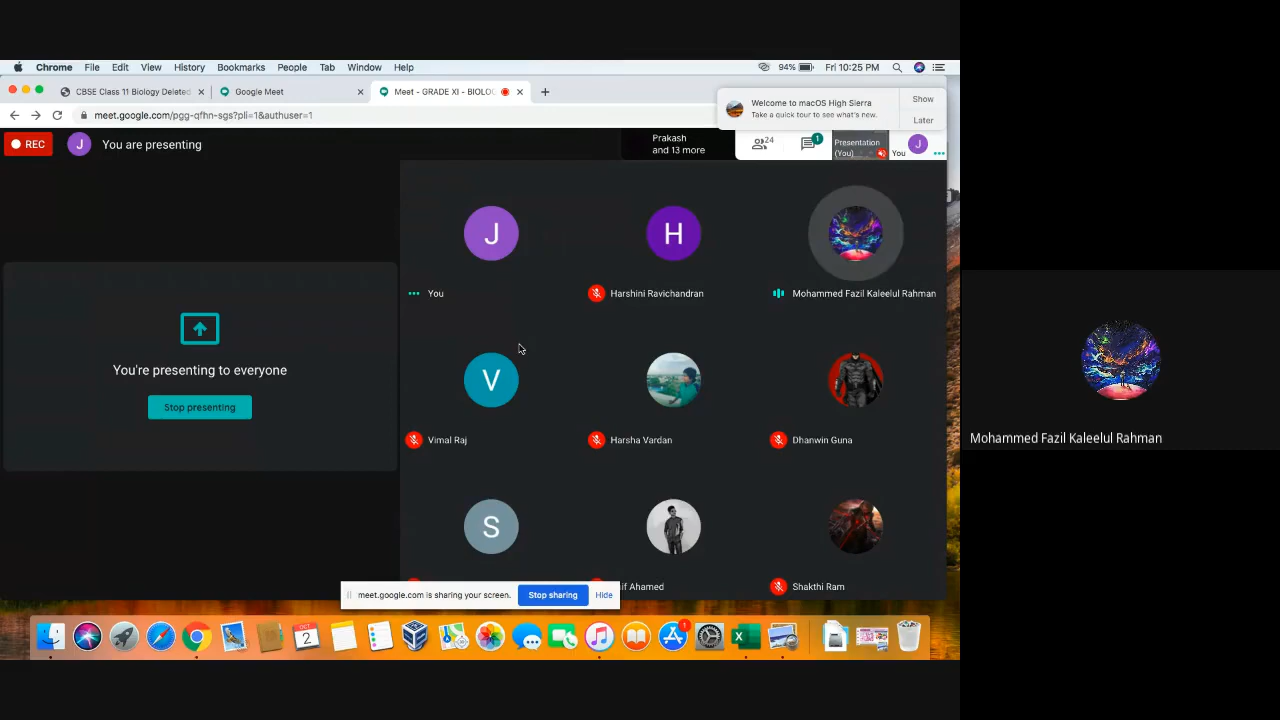 Chrome File Edit View History Bookmarks People Tab Window Help 94% Fri 10:25 PM
CBSE Class 11 Biology Deleted
Google Meet
Meet - GRADE XI - BIOLO
meet.google.com/pgg-qfhn-sgs?pli=1&authuser=1
Welcome to macOS High Sierra
Take a quick tour to see what's new.
Show
Later
REC
J
You are presenting
Prakash
and 13 more
24
1
Presentation
(You)
You
J
J
H
You
Harshini Ravichandran
Mohammed Fazil Kaleelul Rahman
You're presenting to everyone
Stop presenting
V
Vimal Raj
Harsha Vardan
Dhanwin Guna
Mohammed Fazil Kaleelul Rahman
S
Ahamed
Shakthi Ram
meet.google.com is sharing your screen.
Stop sharing
Hide
OCT
2
1